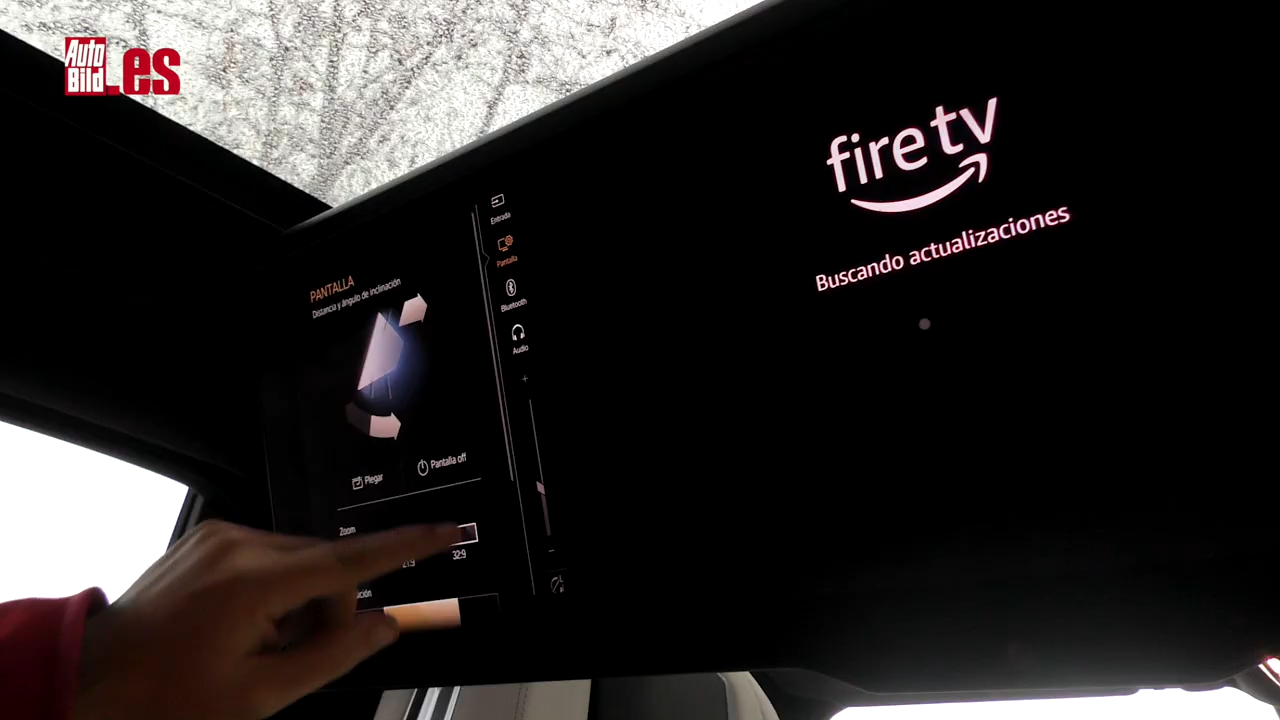 Auto
Bild
.es
fire tv
Buscando actualizaciones
PANTALLA
Distancia y ángulo de inclinación
Plegar
Pantalla off
Zoom
21:9
32:9
Entrada
Pantalla
Bluetooth
Audio